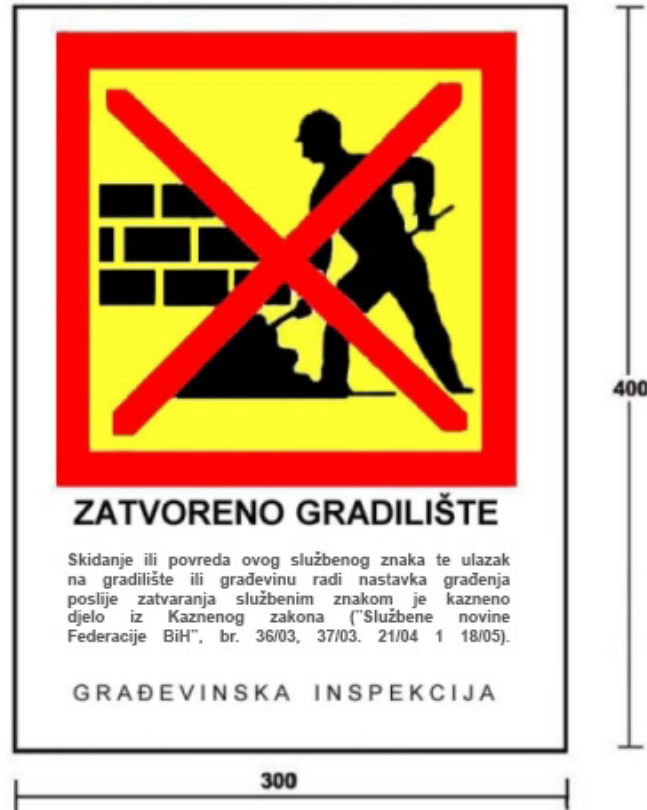 ZATVORENO GRADILIŠTE
Skidanje ili povreda ovog službenog znaka te ulazak
na gradilište ili građevinu radi nastavka građenja
poslije zatvaranja službenim znakom je kazneno
djelo iz Kaznenog zakona ("Službene novine
Federacije BiH", br. 36/03, 37/03. 21/04 1 18/05).
GRAĐEVINSKA INSPEKCIJA
400
300